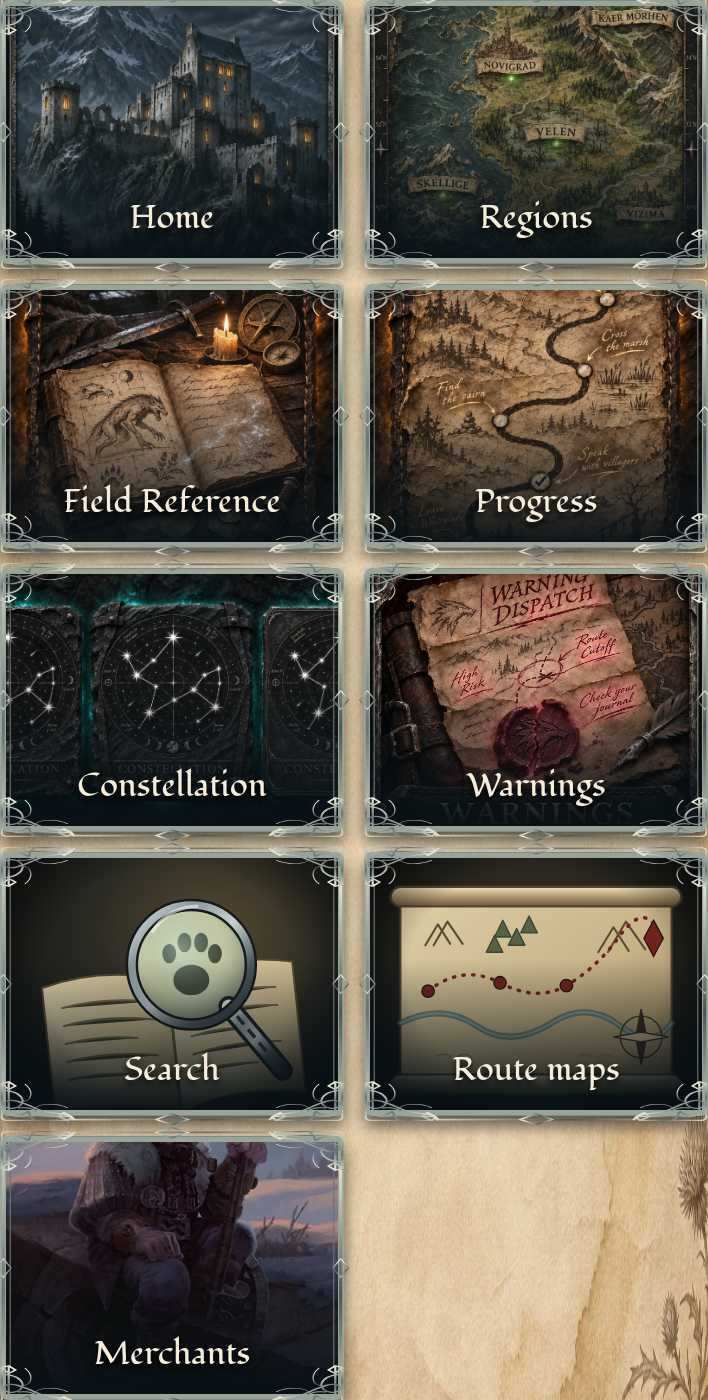 KAER MORHEN
NOVIGRAD
VELEN
SKELLIGE
VIZIMA
Home
Regions
Field Reference
Cross
the marsh
Find
the cairn
Speak
with villagers
Progress
CONSTELLATION
Constellation
WARNING
DISPATCH
Route
Cutoff
High
Risk
Check your
journal
Warnings
WARNINGS
Search
Route maps
Merchants